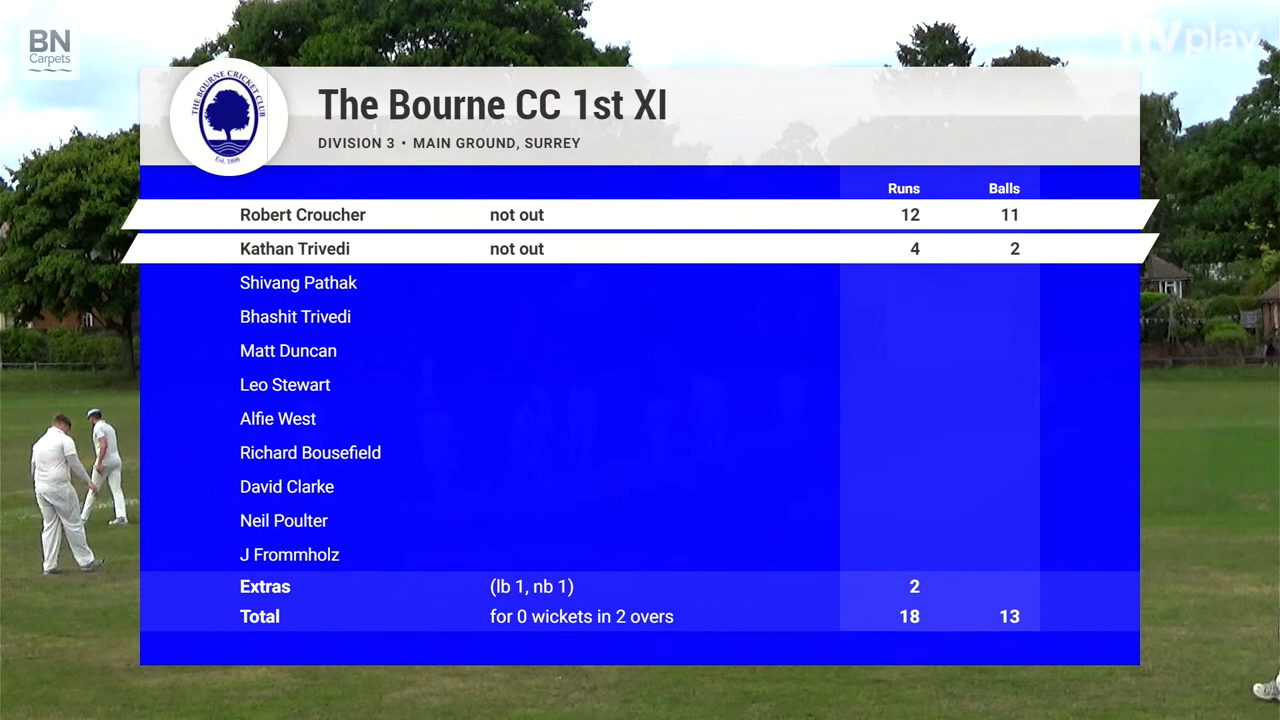 BN
Carpets
nvplay
THE BOURNE CRICKET CLUB
Est. 1898
The Bourne CC 1st XI
DIVISION 3 • MAIN GROUND, SURREY
Runs Balls
Robert Croucher not out 12 11
Kathan Trivedi not out 4 2
Shivang Pathak
Bhashit Trivedi
Matt Duncan
Leo Stewart
Alfie West
Richard Bousefield
David Clarke
Neil Poulter
J Frommholz
Extras (lb 1, nb 1) 2
Total for 0 wickets in 2 overs 18 13